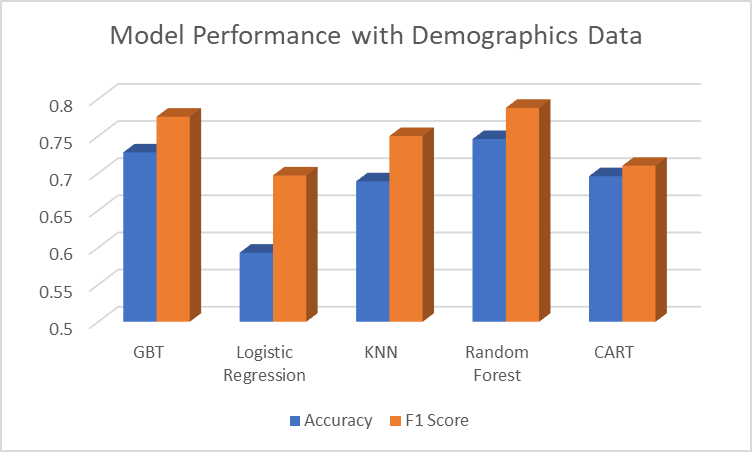 Model Performance with Demographics Data
0.8
0.75
0.7
0.65
0.6
0.55
0.5
GBT
Logistic
Regression
KNN
Random
Forest
CART
Accuracy
F1 Score